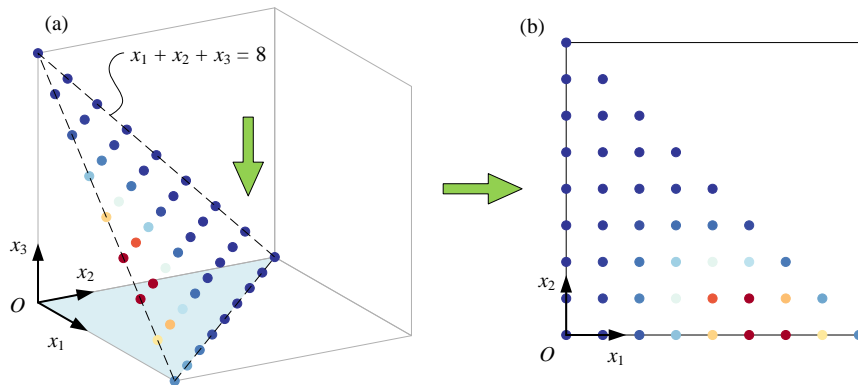 (a)
x₁ + x₂ + x₃ = 8
x₃
x₂
O
x₁
(b)
x₂
O
x₁